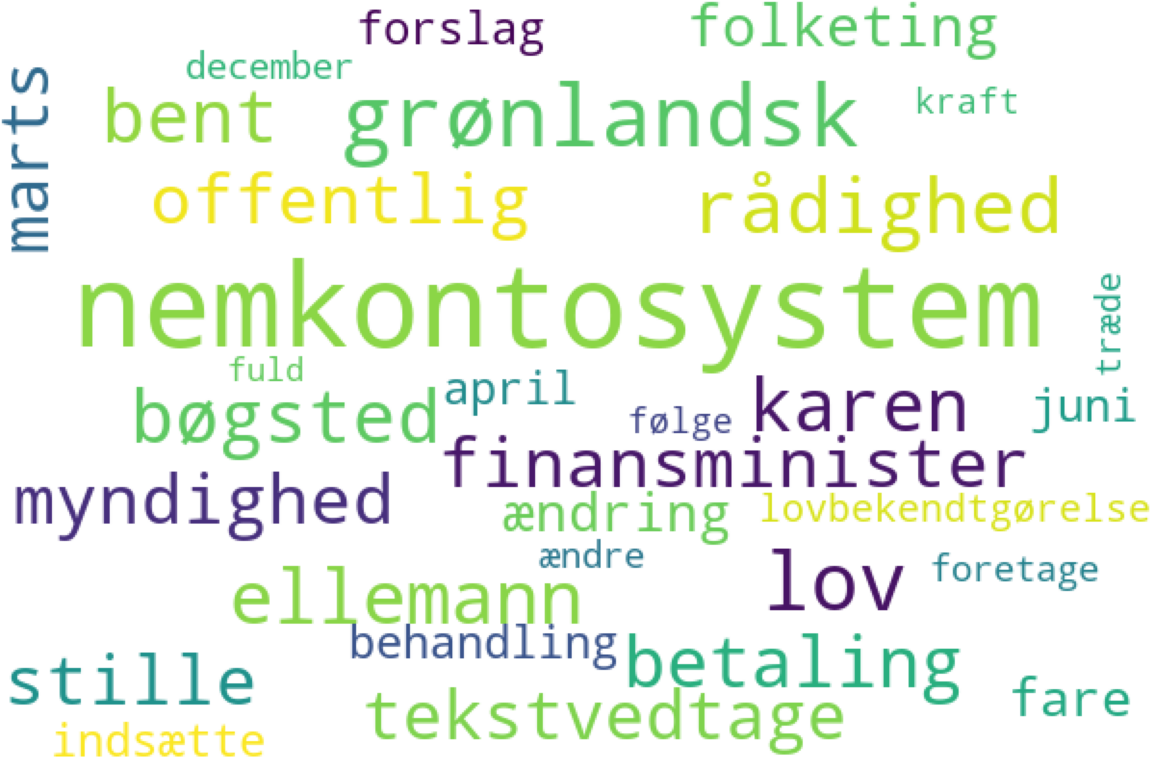 forslag
folketing
december
marts
bent
grønlandsk
kraft
offentlig
rådighed
nemkontosystem
træde
fuld
bøgsted
april
følge
karen
juni
finansminister
myndighed
ændring
lovbekendtgørelse
ændre
ellemann
lov
foretage
behandling
stille
betaling
fare
tekstvedtage
indsætte